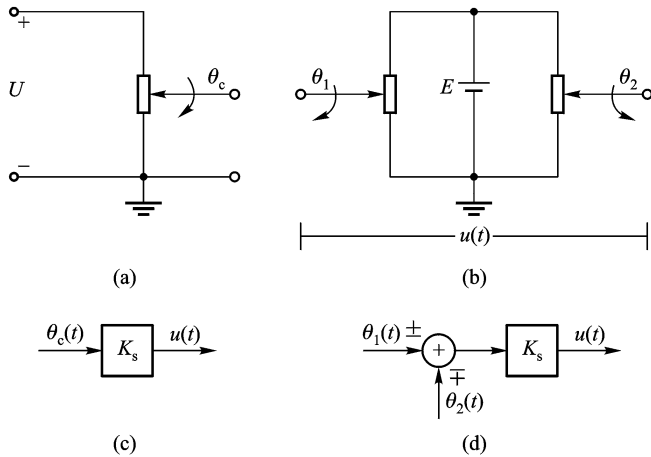 +
U
θc
−
(a)
θ1
E
θ2
u(t)
(b)
θc(t)
Ks
u(t)
(c)
θ1(t) ±
+
∓
θ2(t)
Ks
u(t)
(d)